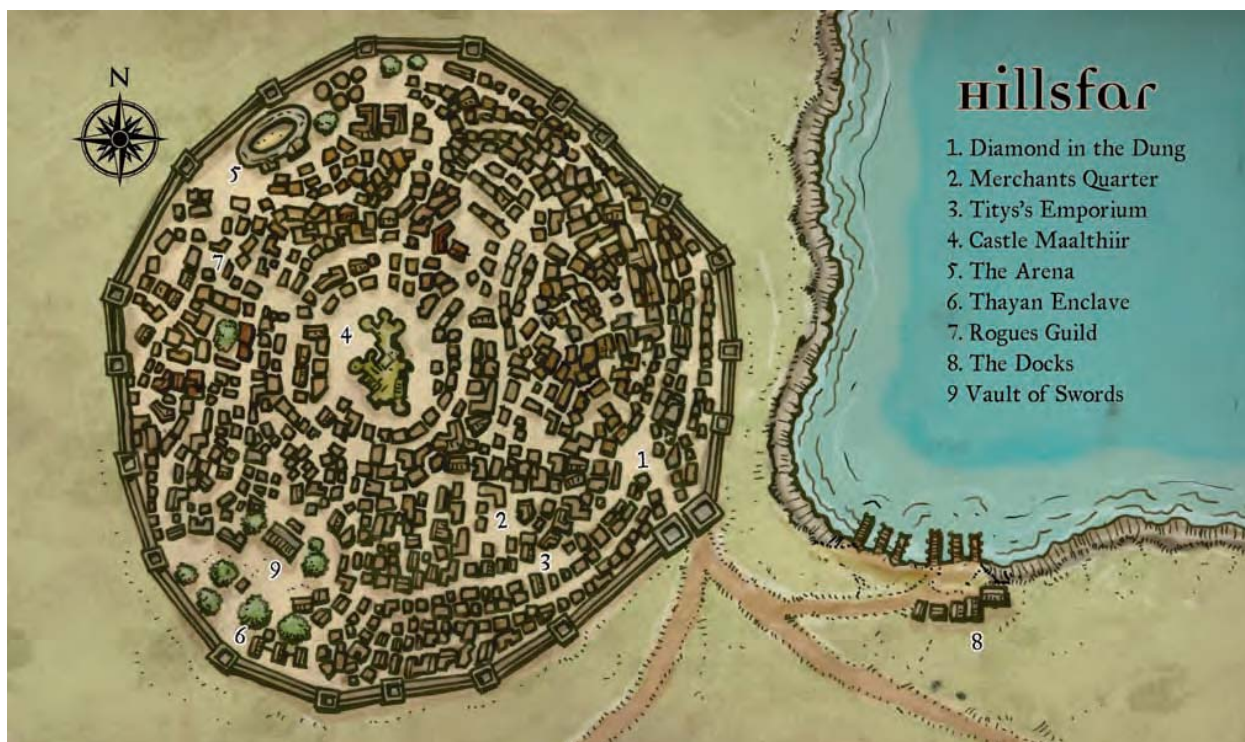 N
Hillsfar
1. Diamond in the Dung
2. Merchants Quarter
3. Titys's Emporium
4. Castle Maalthiir
5. The Arena
6. Thayan Enclave
7. Rogues Guild
8. The Docks
9 Vault of Swords
5
7
4
1
2
3
9
6
8